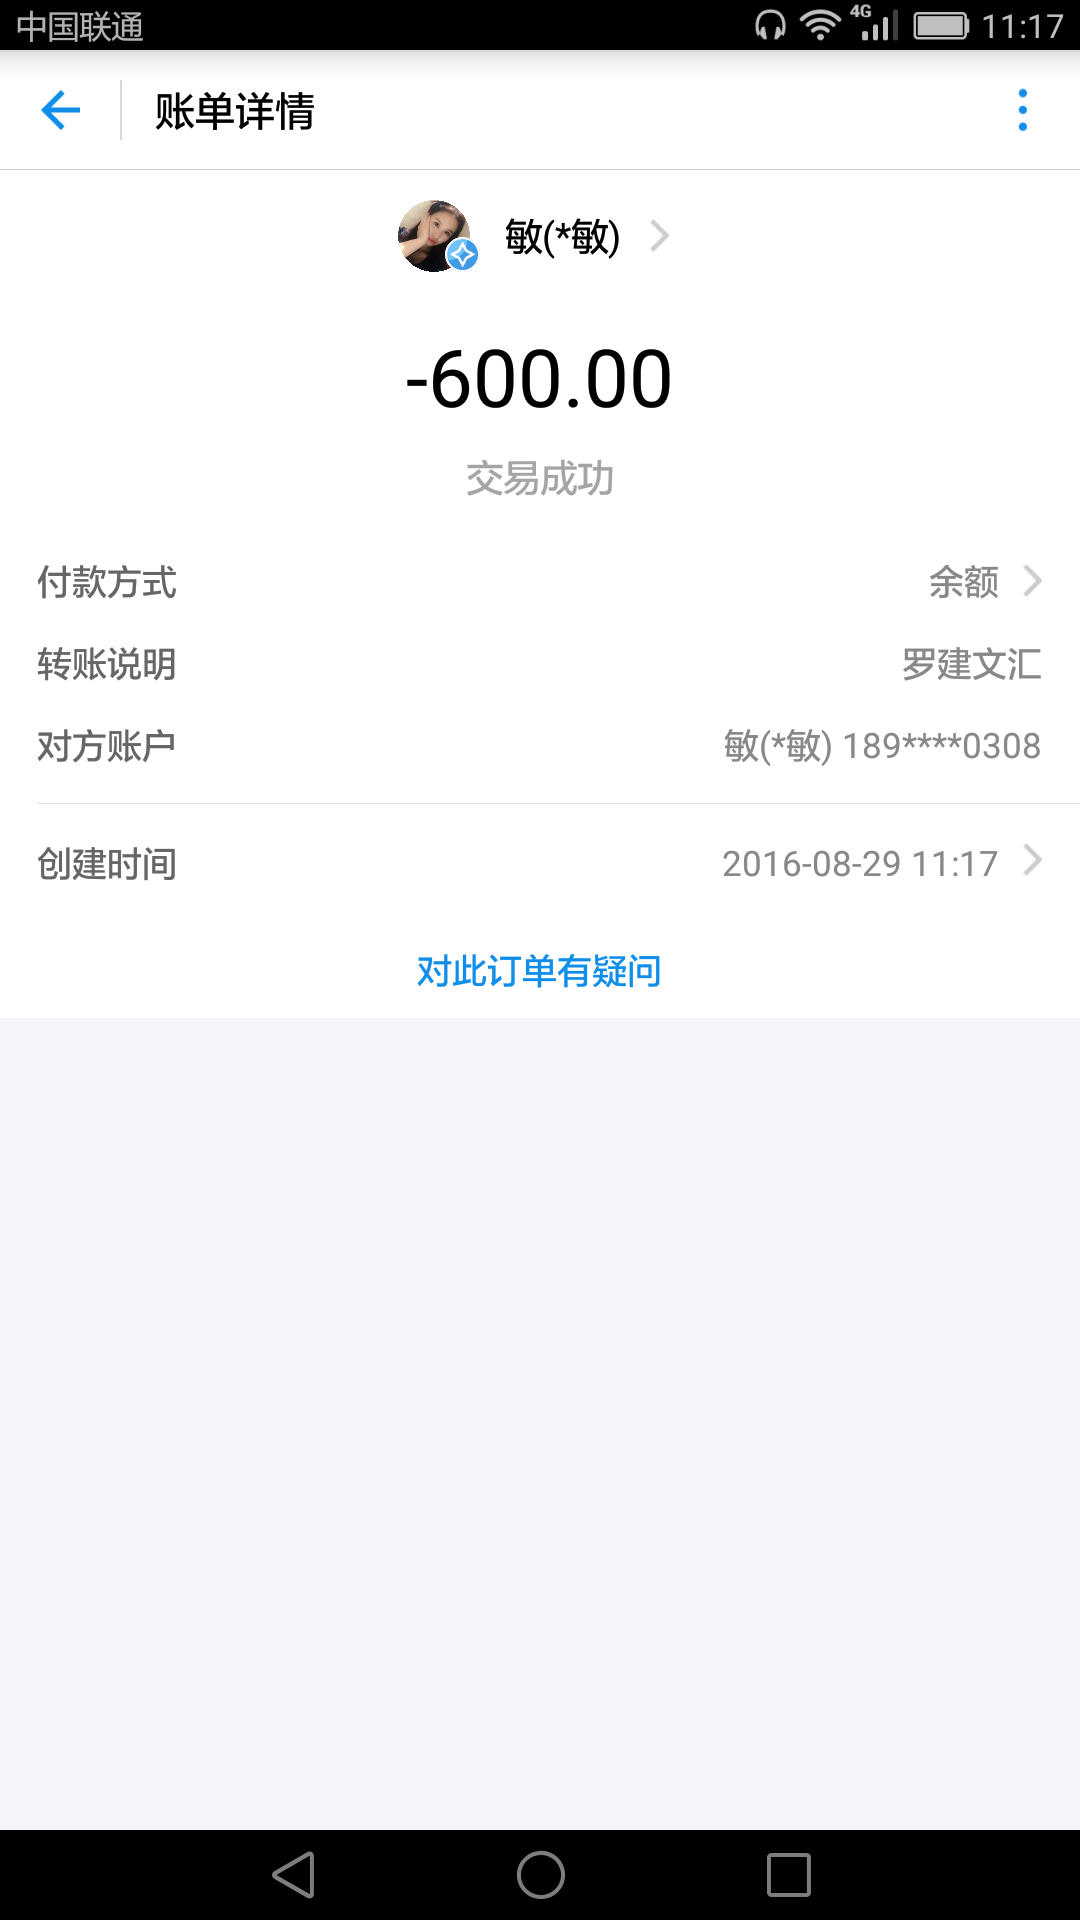 中国联通 4G 11:17
账单详情
敏(*敏)
-600.00
交易成功
付款方式 余额
转账说明 罗建文汇
对方账户 敏(*敏) 189****0308
创建时间 2016-08-29 11:17
对此订单有疑问